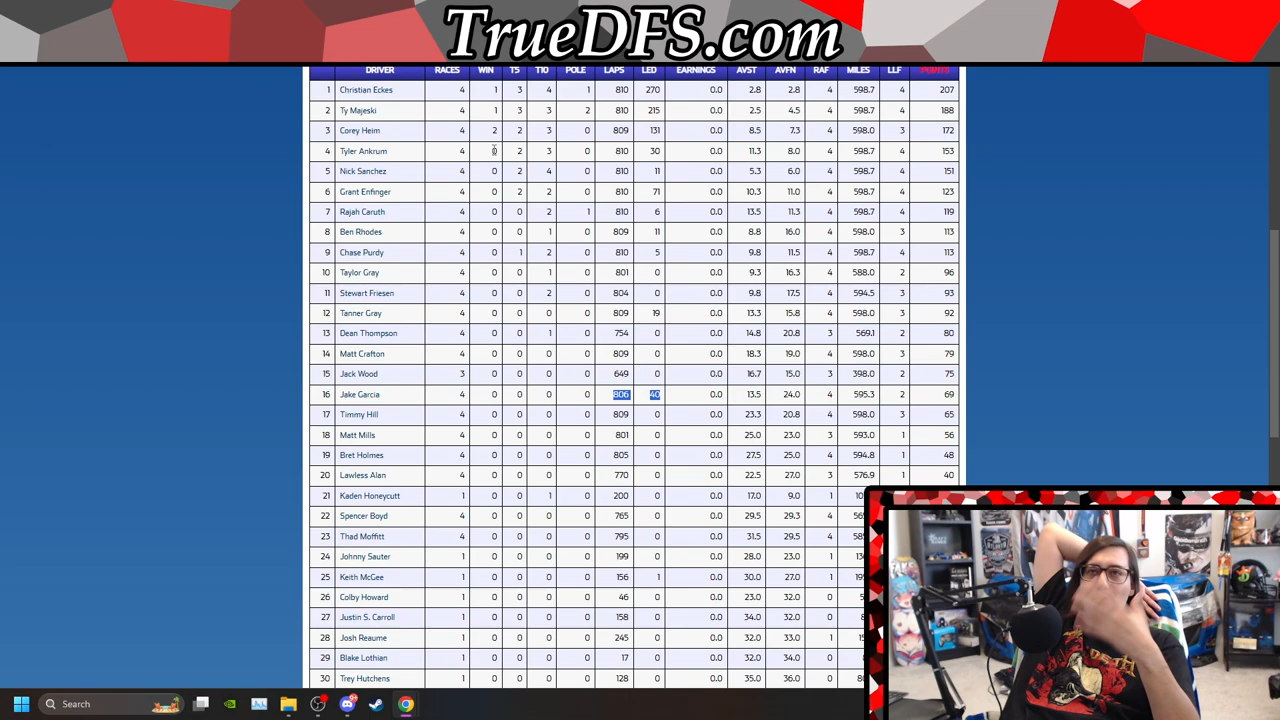 TrueDFS.com
DRIVER RACES WIN T5 T10 POLE LAPS LED EARNINGS AVST AVFN RAF MILES LLF POINTS
1 Christian Eckes 4 1 3 4 1 810 270 0.0 2.8 2.8 4 598.7 4 207
2 Ty Majeski 4 1 3 3 2 810 215 0.0 2.5 4.5 4 598.7 4 188
3 Corey Heim 4 2 2 3 0 809 131 0.0 8.5 7.3 4 598.0 3 172
4 Tyler Ankrum 4 0 2 3 0 810 30 0.0 11.3 8.0 4 598.7 4 153
5 Nick Sanchez 4 0 2 4 0 810 11 0.0 5.3 6.0 4 598.7 4 151
6 Grant Enfinger 4 0 2 2 0 810 71 0.0 10.3 11.0 4 598.7 4 123
7 Rajah Caruth 4 0 0 2 1 810 6 0.0 13.5 11.3 4 598.7 4 119
8 Ben Rhodes 4 0 0 1 0 809 11 0.0 8.8 16.0 4 598.0 3 113
9 Chase Purdy 4 0 1 2 0 810 5 0.0 9.8 11.5 4 598.7 4 113
10 Taylor Gray 4 0 0 1 0 801 0 0.0 9.3 16.3 4 588.0 2 96
11 Stewart Friesen 4 0 0 2 0 804 0 0.0 9.8 17.5 4 594.5 3 93
12 Tanner Gray 4 0 0 0 0 809 19 0.0 13.3 15.8 4 598.0 3 92
13 Dean Thompson 4 0 0 1 0 754 0 0.0 14.8 20.8 4 569.1 2 80
14 Matt Crafton 4 0 0 0 0 809 0 0.0 18.3 19.0 4 598.0 3 79
15 Jack Wood 3 0 0 0 0 649 0 0.0 16.7 15.0 3 398.0 2 75
16 Jake Garcia 4 0 0 0 0 806 40 0.0 13.5 24.0 4 595.3 2 69
17 Timmy Hill 4 0 0 0 0 809 0 0.0 23.3 20.8 4 598.0 3 65
18 Matt Mills 4 0 0 0 0 801 0 0.0 25.0 23.0 3 593.0 1 56
19 Bret Holmes 4 0 0 0 0 805 0 0.0 27.5 25.0 4 594.8 1 48
20 Lawless Alan 4 0 0 0 0 770 0 0.0 22.5 27.0 3 576.9 1 40
21 Kaden Honeycutt 1 0 0 1 0 200 0 0.0 17.0 9.0 1
22 Spencer Boyd 4 0 0 0 0 765 0 0.0 29.5 29.3 4
23 Thad Moffitt 4 0 0 0 0 795 0 0.0 31.5 29.5 4
24 Johnny Sauter 1 0 0 0 0 199 0 0.0 28.0 23.0 1
25 Keith McGee 1 0 0 0 0 156 1 0.0 30.0 27.0 1
26 Colby Howard 1 0 0 0 0 46 0 0.0 23.0 32.0 0
27 Justin S. Carroll 1 0 0 0 0 158 0 0.0 34.0 32.0 0
28 Josh Reaume 1 0 0 0 0 245 0 0.0 32.0 33.0 1
29 Blake Lothian 1 0 0 0 0 17 0 0.0 32.0 34.0 0
30 Trey Hutchens 1 0 0 0 0 128 0 0.0 35.0 36.0 0
Search